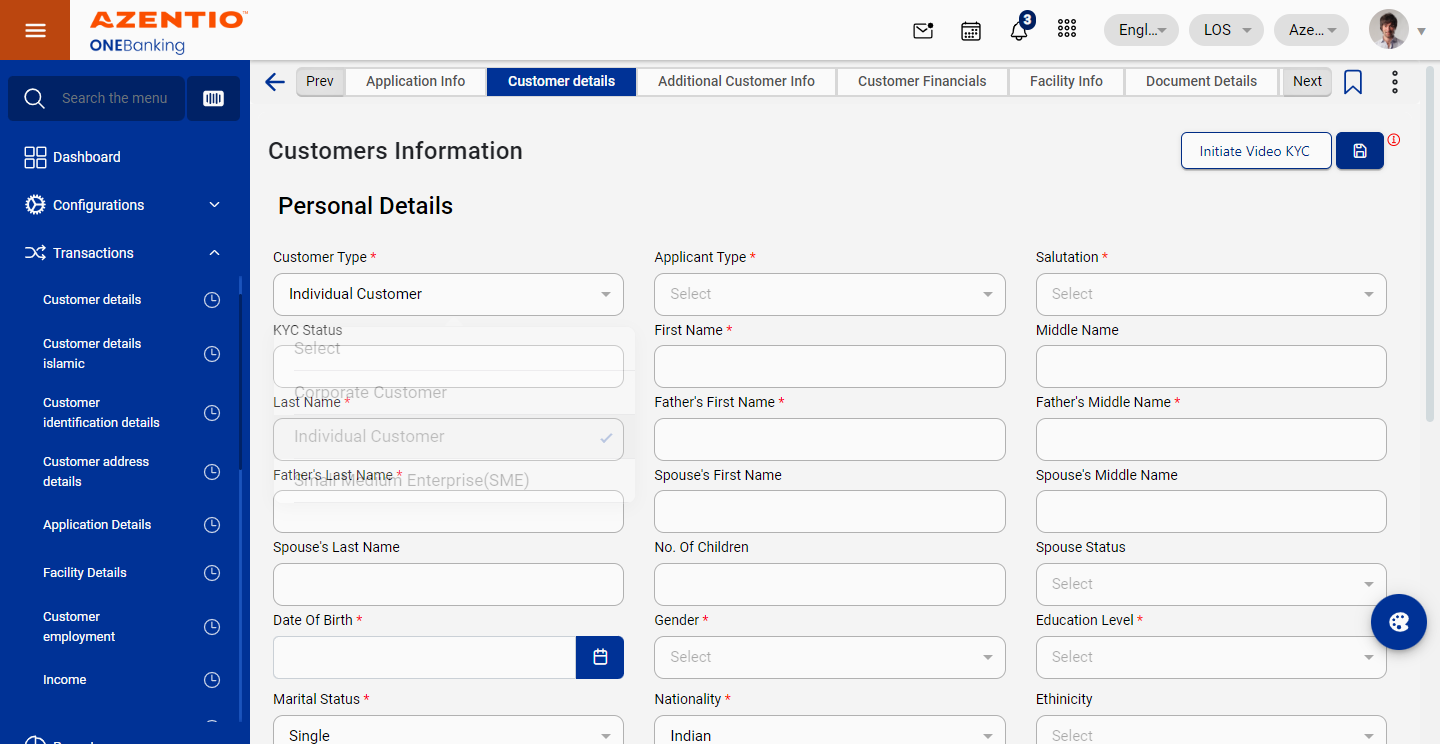 AZENTIO™
ONEBanking
3
Engl...
LOS
Aze...
Search the menu
Dashboard
Configurations
Transactions
Customer details
Customer details
islamic
Customer
identification details
Customer address
details
Application Details
Facility Details
Customer
employment
Income
Prev
Application Info
Customer details
Additional Customer Info
Customer Financials
Facility Info
Document Details
Next
Customers Information
Initiate Video KYC
Personal Details
Customer Type *
Applicant Type *
Salutation *
Individual Customer
Select
Select
KYC Status
First Name *
Middle Name
Select
Corporate Customer
Last Name *
Father's First Name *
Father's Middle Name *
Individual Customer
Father's Last Name *
Spouse's First Name
Spouse's Middle Name
Small Medium Enterprise(SME)
Spouse's Last Name
No. Of Children
Spouse Status
Select
Date Of Birth *
Gender *
Education Level *
Select
Select
Marital Status *
Nationality *
Ethinicity
Single
Indian
Select